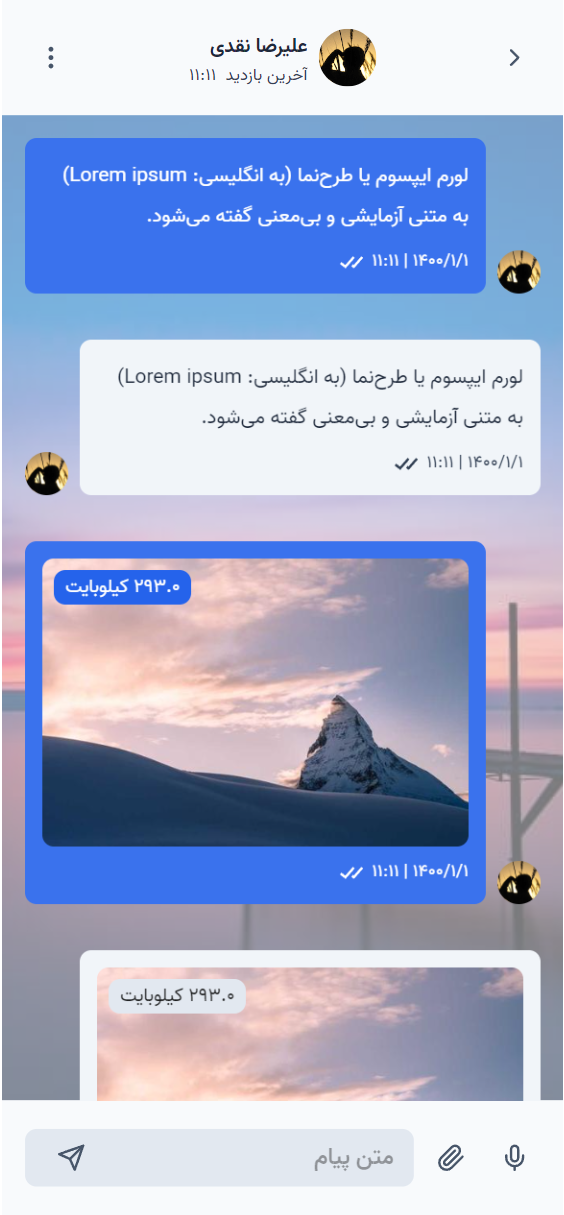 علیرضا نقدی
آخرین بازدید ۱۱:۱۱
لورم ایپسوم یا طرح‌نما (به انگلیسی: Lorem ipsum)
به متنی آزمایشی و بی‌معنی گفته می‌شود.
۱۴۰۰/۱/۱ | ۱۱:۱۱
لورم ایپسوم یا طرح‌نما (به انگلیسی: Lorem ipsum)
به متنی آزمایشی و بی‌معنی گفته می‌شود.
۱۴۰۰/۱/۱ | ۱۱:۱۱
۲۹۳.۰ کیلوبایت
۱۴۰۰/۱/۱ | ۱۱:۱۱
۲۹۳.۰ کیلوبایت
متن پیام